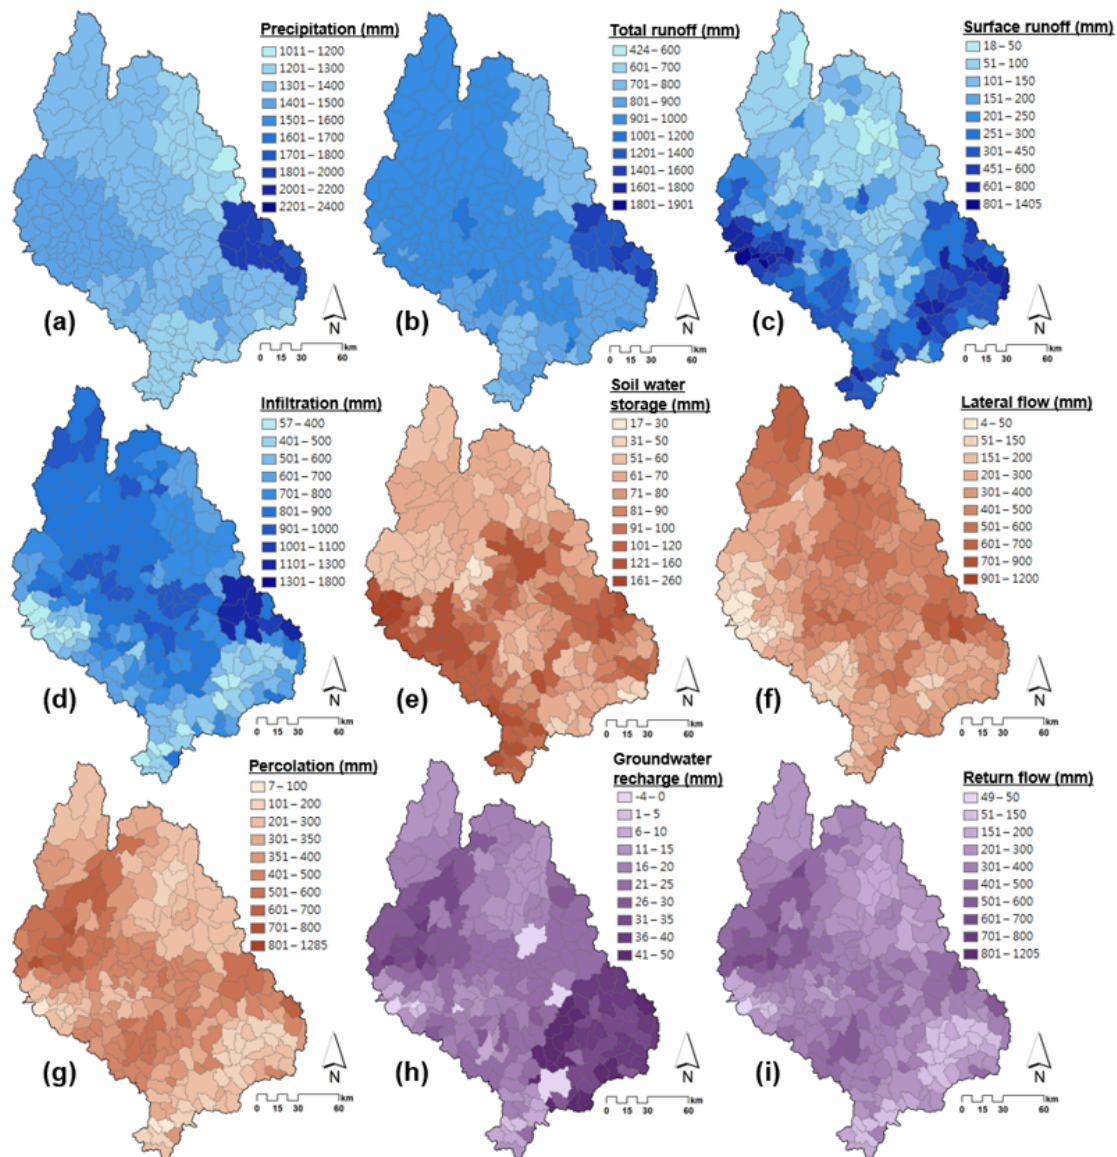 Precipitation (mm)
1011 – 1200
1201 – 1300
1301 – 1400
1401 – 1500
1501 – 1600
1601 – 1700
1701 – 1800
1801 – 2000
2001 – 2200
2201 – 2400
(a)
N
0 15 30 60
km
Total runoff (mm)
424 – 600
601 – 700
701 – 800
801 – 900
901 – 1000
1001 – 1200
1201 – 1400
1401 – 1600
1601 – 1800
1801 – 1901
(b)
N
0 15 30 60
km
Surface runoff (mm)
18 – 50
51 – 100
101 – 150
151 – 200
201 – 250
251 – 300
301 – 450
451 – 600
601 – 800
801 – 1405
(c)
N
0 15 30 60
km
Infiltration (mm)
57 – 400
401 – 500
501 – 600
601 – 700
701 – 800
801 – 900
901 – 1000
1001 – 1100
1101 – 1300
1301 – 1800
(d)
N
0 15 30 60
km
Soil water
storage (mm)
17 – 30
31 – 50
51 – 60
61 – 70
71 – 80
81 – 90
91 – 100
101 – 120
121 – 160
161 – 260
(e)
N
0 15 30 60
km
Lateral flow (mm)
4 – 50
51 – 150
151 – 200
201 – 300
301 – 400
401 – 500
501 – 600
601 – 700
701 – 900
901 – 1200
(f)
N
0 15 30 60
km
Percolation (mm)
7 – 100
101 – 200
201 – 300
301 – 350
351 – 400
401 – 500
501 – 600
601 – 700
701 – 800
801 – 1285
(g)
N
0 15 30 60
km
Groundwater
recharge (mm)
-4 – 0
1 – 5
6 – 10
11 – 15
16 – 20
21 – 25
26 – 30
31 – 35
36 – 40
41 – 50
(h)
N
0 15 30 60
km
Return flow (mm)
49 – 50
51 – 150
151 – 200
201 – 300
301 – 400
401 – 500
501 – 600
601 – 700
701 – 800
801 – 1205
(i)
N
0 15 30 60
km